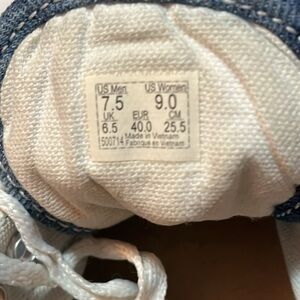 US Men US Women
7.5 9.0
UK EUR CM
6.5 40.0 25.5
500714 Made in Vietnam
Fabriqué en Vietnam